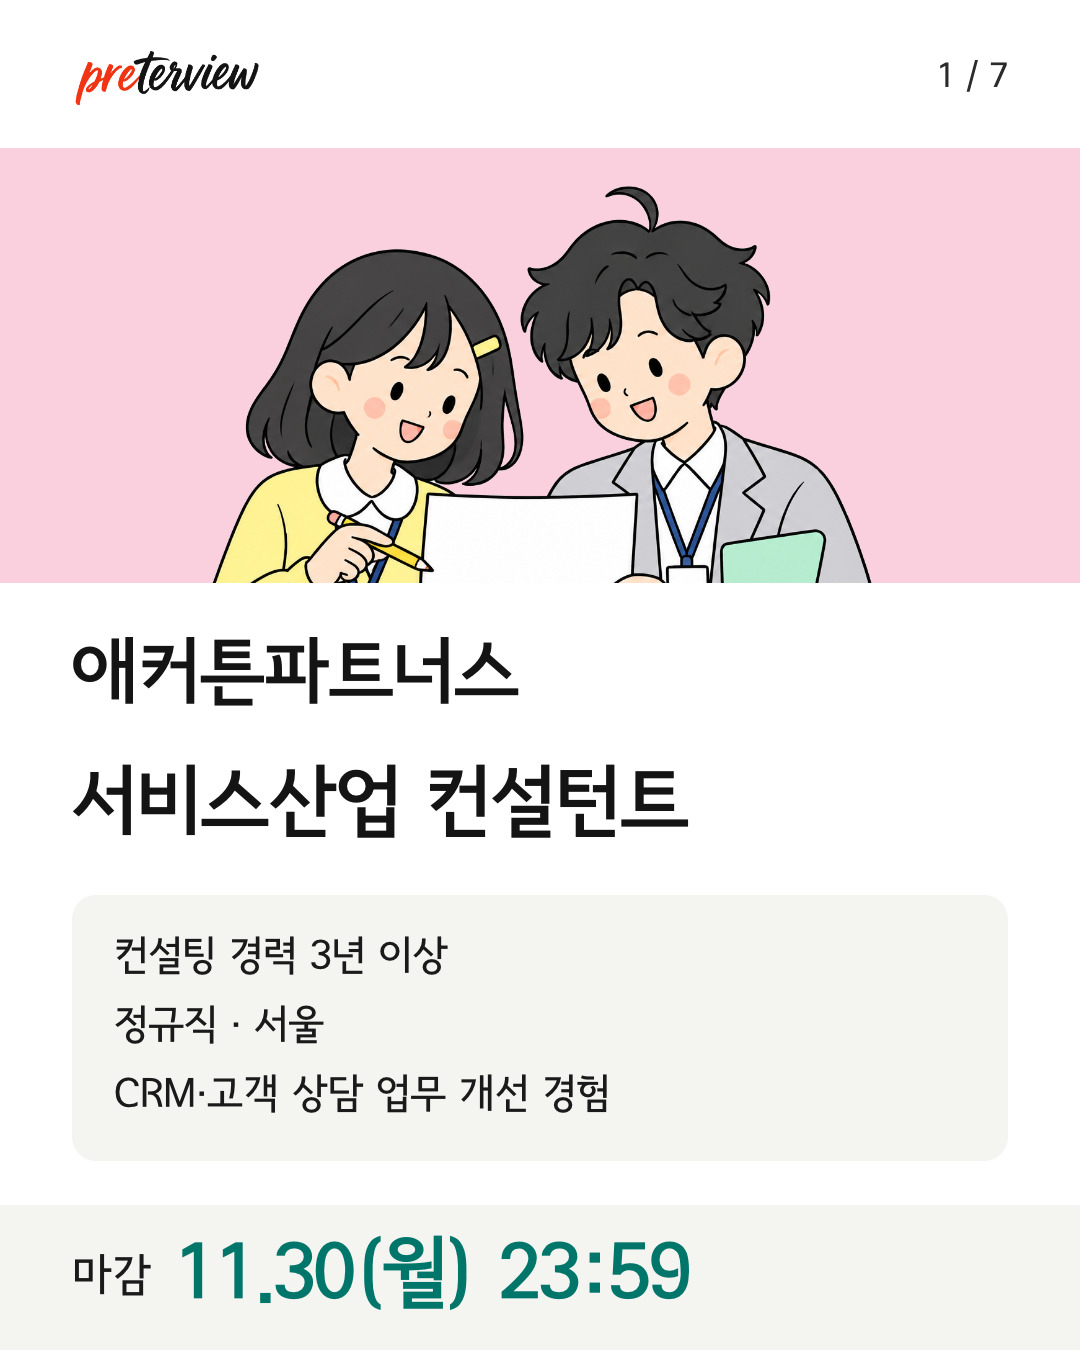 preterview
1 / 7
애커튼파트너스
서비스산업 컨설턴트
컨설팅 경력 3년 이상
정규직 · 서울
CRM·고객 상담 업무 개선 경험
마감 11.30(월) 23:59